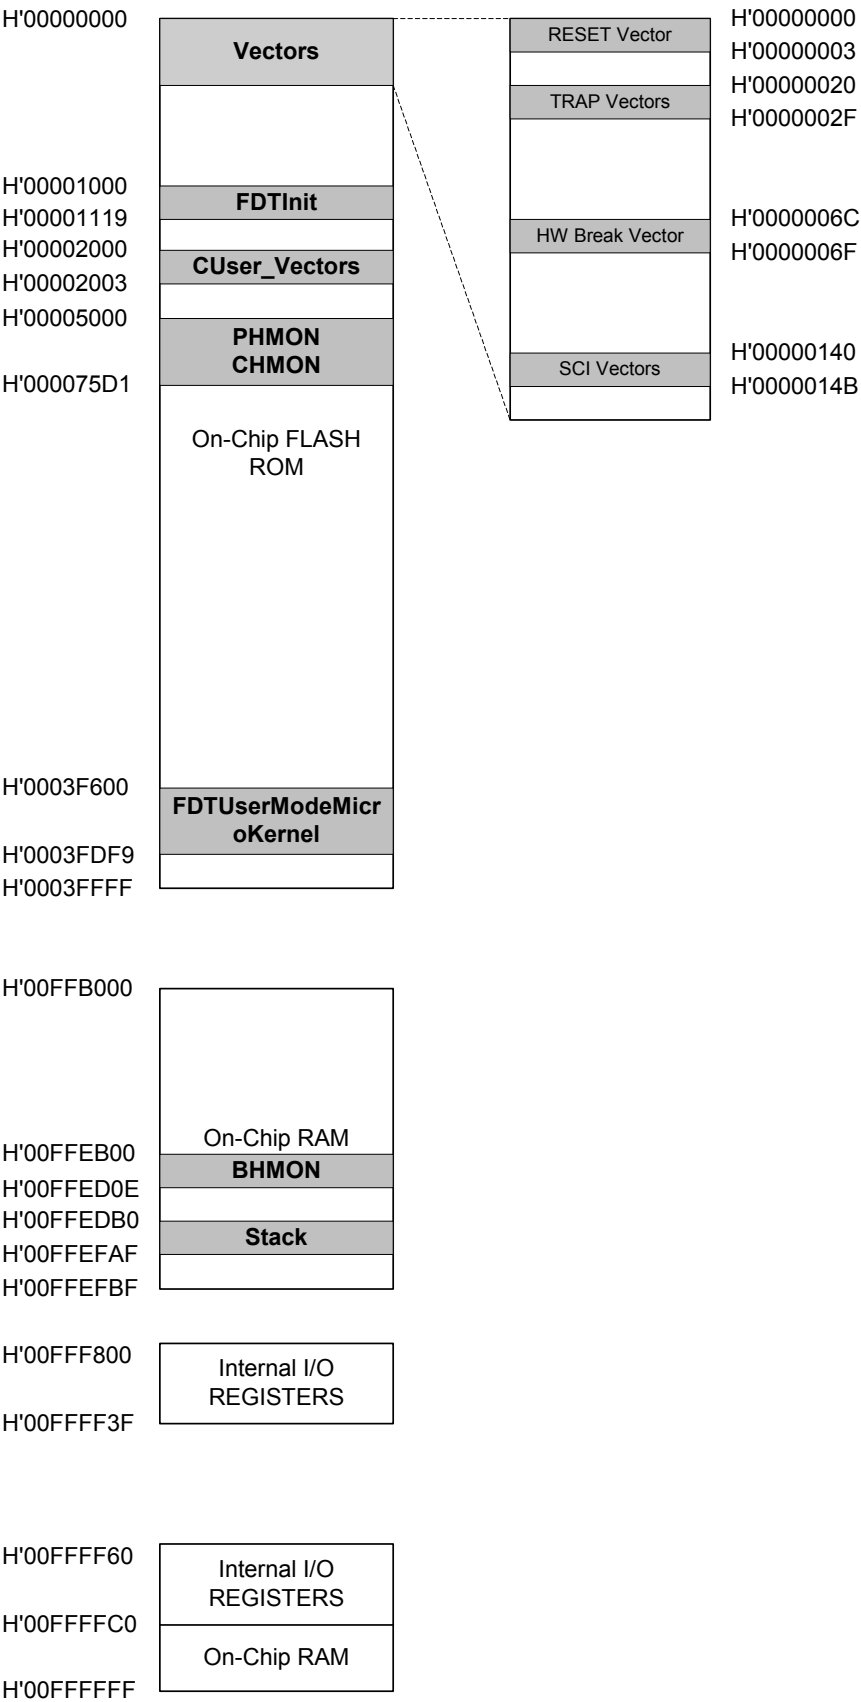 H'00000000
Vectors
H'00001000
FDTInit
H'00001119
H'00002000
CUser_Vectors
H'00002003
H'00005000
PHMON
CHMON
H'000075D1
On-Chip FLASH
ROM
H'0003F600
FDTUserModeMicr
oKernel
H'0003FDF9
H'0003FFFF
H'00FFB000
On-Chip RAM
H'00FFEB00
BHMON
H'00FFED0E
H'00FFEDB0
Stack
H'00FFEFAF
H'00FFEFBF
H'00FFF800
Internal I/O
REGISTERS
H'00FFFF3F
H'00FFFF60
Internal I/O
REGISTERS
H'00FFFFC0
On-Chip RAM
H'00FFFFFF
H'00000000
RESET Vector
H'00000003
H'00000020
TRAP Vectors
H'0000002F
H'0000006C
HW Break Vector
H'0000006F
H'00000140
SCI Vectors
H'0000014B